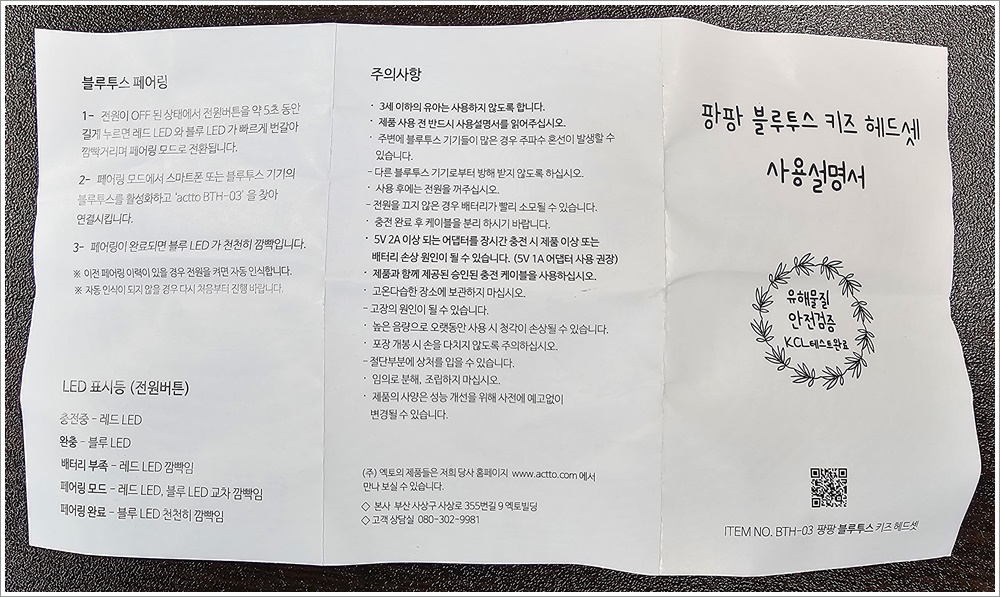 블루투스 페어링
1- 전원이 OFF 된 상태에서 전원버튼을 약 5초 동안
길게 누르면 레드 LED 와 블루 LED 가 빠르게 번갈아
깜빡거리며 페어링 모드로 전환됩니다.
2- 페어링 모드에서 스마트폰 또는 블루투스 기기의
블루투스를 활성화하고 'actto BTH-03' 을 찾아
연결시킵니다.
3- 페어링이 완료되면 블루 LED 가 천천히 깜빡입니다.
※ 이전 페어링 이력이 있을 경우 전원을 켜면 자동 인식합니다.
※ 자동 인식이 되지 않을 경우 다시 처음부터 진행 바랍니다.
LED 표시등 (전원버튼)
충전중 - 레드 LED
완충 - 블루 LED
배터리 부족 - 레드 LED 깜빡임
페어링 모드 - 레드 LED, 블루 LED 교차 깜빡임
페어링 완료 - 블루 LED 천천히 깜빡임
주의사항
· 3세 이하의 유아는 사용하지 않도록 합니다.
· 제품 사용 전 반드시 사용설명서를 읽어주십시오.
· 주변에 블루투스 기기들이 많은 경우 주파수 혼선이 발생할 수
있습니다.
- 다른 블루투스 기기로부터 방해 받지 않도록 하십시오.
· 사용 후에는 전원을 꺼주십시오.
- 전원을 끄지 않은 경우 배터리가 빨리 소모될 수 있습니다.
· 충전 완료 후 케이블을 분리 하시기 바랍니다.
· 5V 2A 이상 되는 어댑터를 장시간 충전 시 제품 이상 또는
배터리 손상 원인이 될 수 있습니다. (5V 1A 어댑터 사용 권장)
· 제품과 함께 제공된 승인된 충전 케이블을 사용하십시오.
· 고온다습한 장소에 보관하지 마십시오.
- 고장의 원인이 될 수 있습니다.
· 높은 음량으로 오랫동안 사용 시 청각이 손상될 수 있습니다.
· 포장 개봉 시 손을 다치지 않도록 주의하십시오.
- 절단부분에 상처를 입을 수 있습니다.
· 임의로 분해, 조립하지 마십시오.
· 제품의 사양은 성능 개선을 위해 사전에 예고없이
변경될 수 있습니다.
(주) 엑토의 제품들은 저희 당사 홈페이지 www.actto.com 에서
만나 보실 수 있습니다.
◇ 본사 부산 사상구 사상로 355번길 9 엑토빌딩
◇ 고객 상담실 080-302-9981
팡팡 블루투스 키즈 헤드셋
사용설명서
유해물질
안전검증
KCL테스트완료
ITEM NO. BTH-03 팡팡 블루투스 키즈 헤드셋